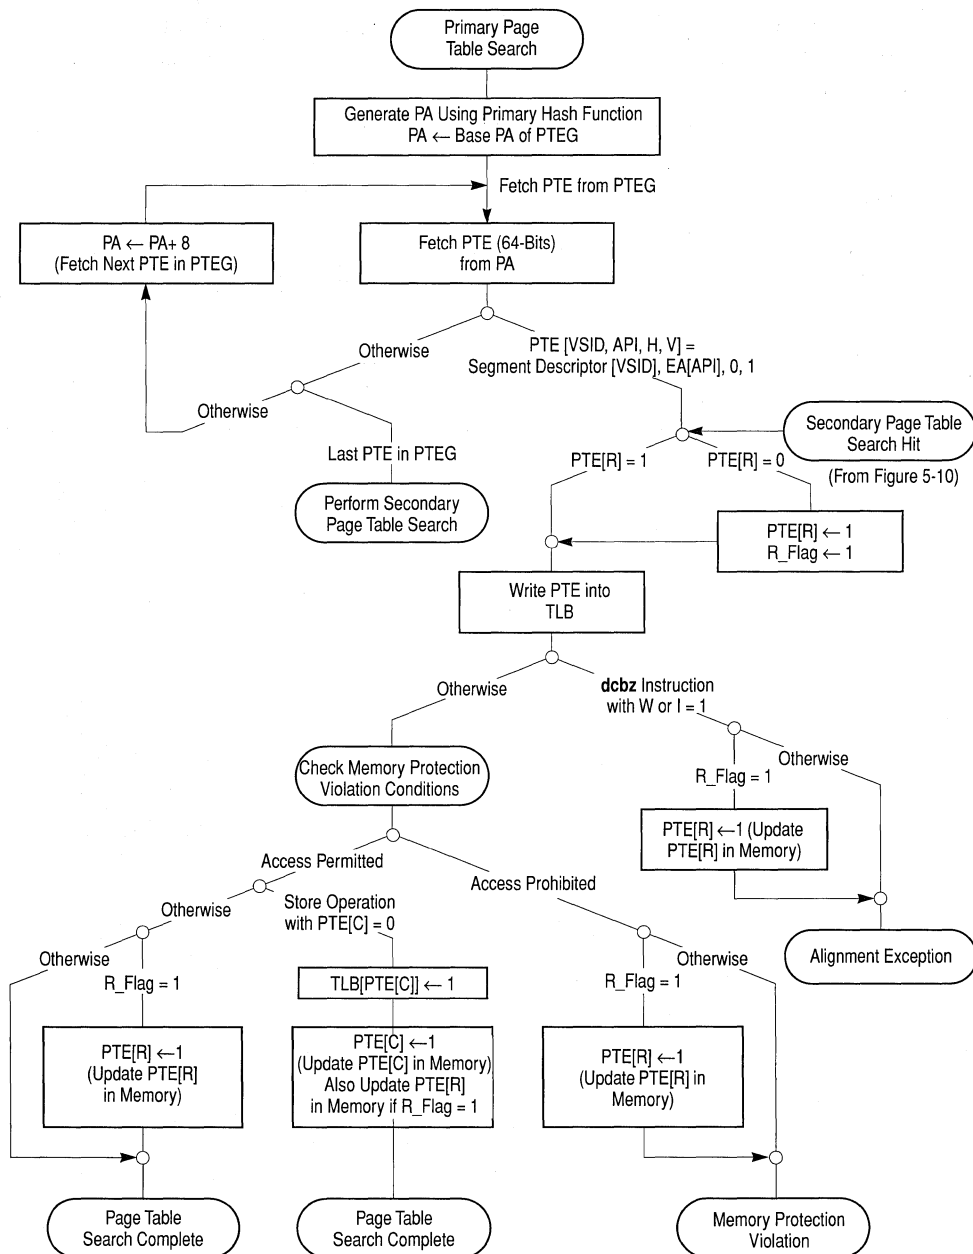 Primary Page
Table Search
Generate PA Using Primary Hash Function
PA ← Base PA of PTEG
Fetch PTE from PTEG
PA ← PA+ 8
(Fetch Next PTE in PTEG)
Fetch PTE (64-Bits)
from PA
Otherwise
PTE [VSID, API, H, V] =
Segment Descriptor [VSID], EA[API], 0, 1
Otherwise
Last PTE in PTEG
Perform Secondary
Page Table Search
Secondary Page Table
Search Hit
(From Figure 5-10)
PTE[R] = 1
PTE[R] = 0
PTE[R] ← 1
R_Flag ← 1
Write PTE into
TLB
Otherwise
dcbz Instruction
with W or I = 1
Check Memory Protection
Violation Conditions
R_Flag = 1
Otherwise
PTE[R] ←1 (Update
PTE[R] in Memory)
Alignment Exception
Access Permitted
Access Prohibited
Otherwise
Store Operation
with PTE[C] = 0
Otherwise
R_Flag = 1
TLB[PTE[C]] ← 1
R_Flag = 1
Otherwise
PTE[R] ←1
(Update PTE[R]
in Memory)
PTE[C] ←1
(Update PTE[C] in Memory)
Also Update PTE[R]
in Memory if R_Flag = 1
PTE[R] ←1
(Update PTE[R] in
Memory)
Page Table
Search Complete
Page Table
Search Complete
Memory Protection
Violation